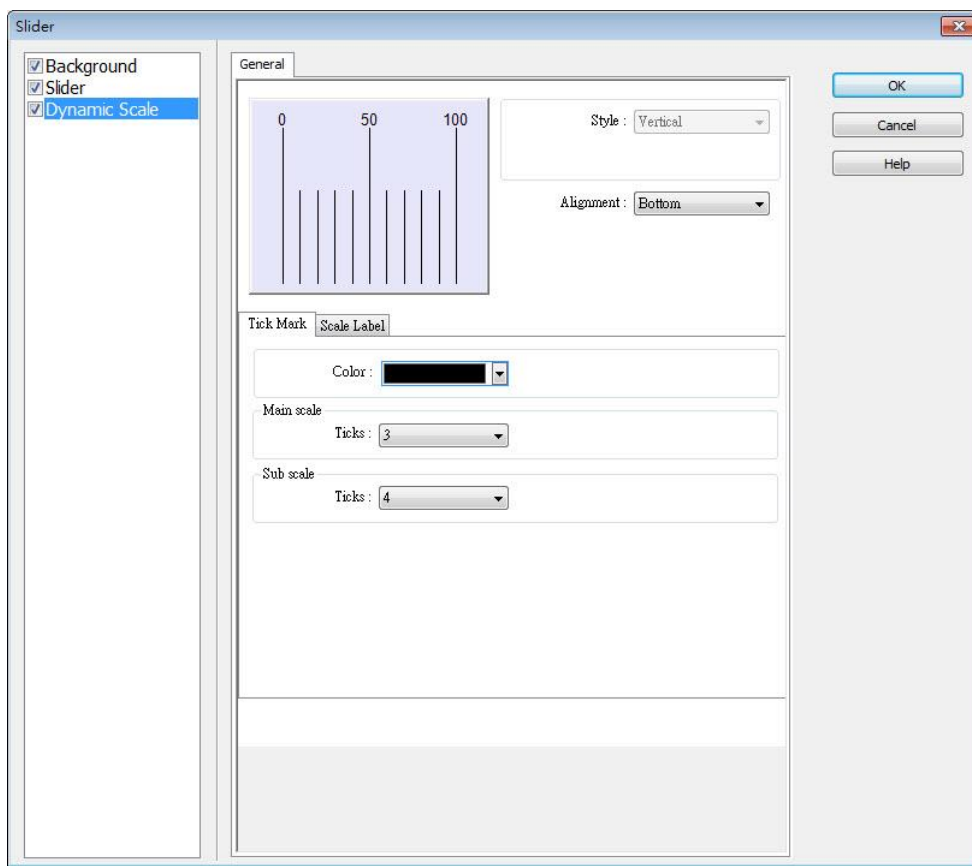 Slider
Background
Slider
Dynamic Scale
General
0 50 100
Style : Vertical
Alignment : Bottom
OK
Cancel
Help
Tick Mark Scale Label
Color :
Main scale
Ticks : 3
Sub scale
Ticks : 4